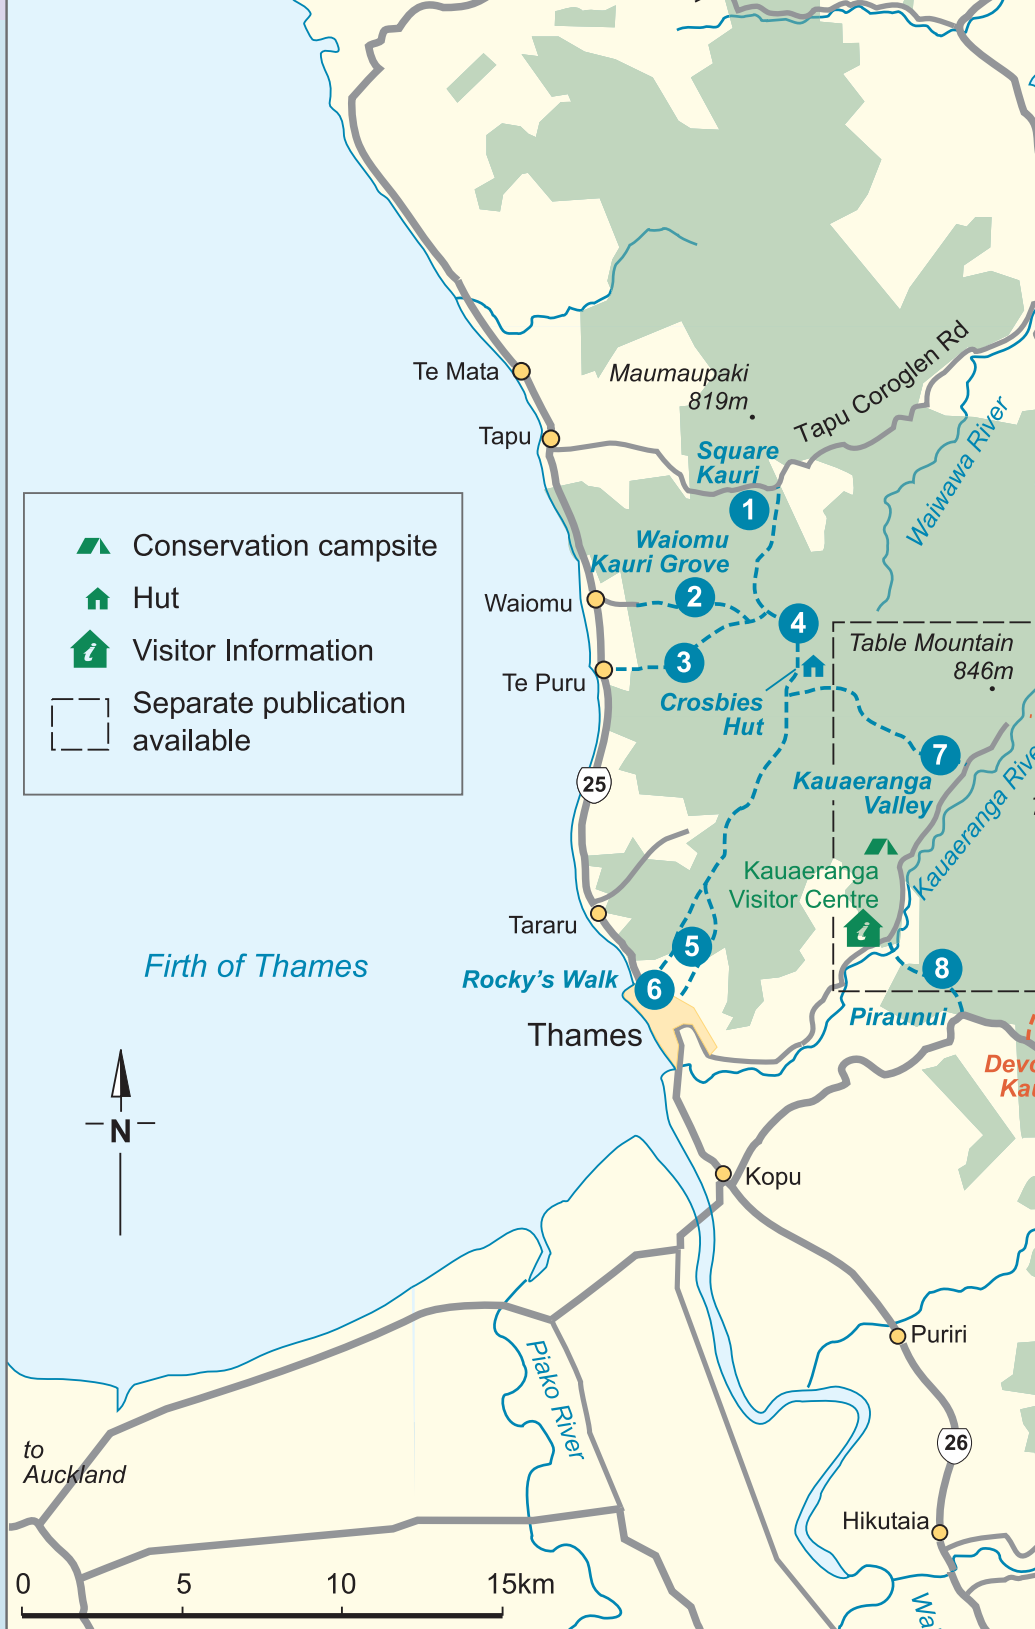 Te Mata
Maumaupaki
819m
Tapu Coroglen Rd
Tapu
Square
Kauri
1
Waiwawa River
Conservation campsite
Hut
Visitor Information
Separate publication
available
Waiomu
Kauri Grove
Waiomu
2
4
Table Mountain
846m
3
Te Puru
Crosbies
Hut
7
Kauaeranga
Valley
25
Kauaeranga
Kauaeranga
Visitor Centre
Tararu
5
Firth of Thames
Rocky's Walk
6
8
Piraunui
Thames
N
Kopu
Puriri
Piako River
26
to
Auckland
Hikutaia
0 5 10 15km